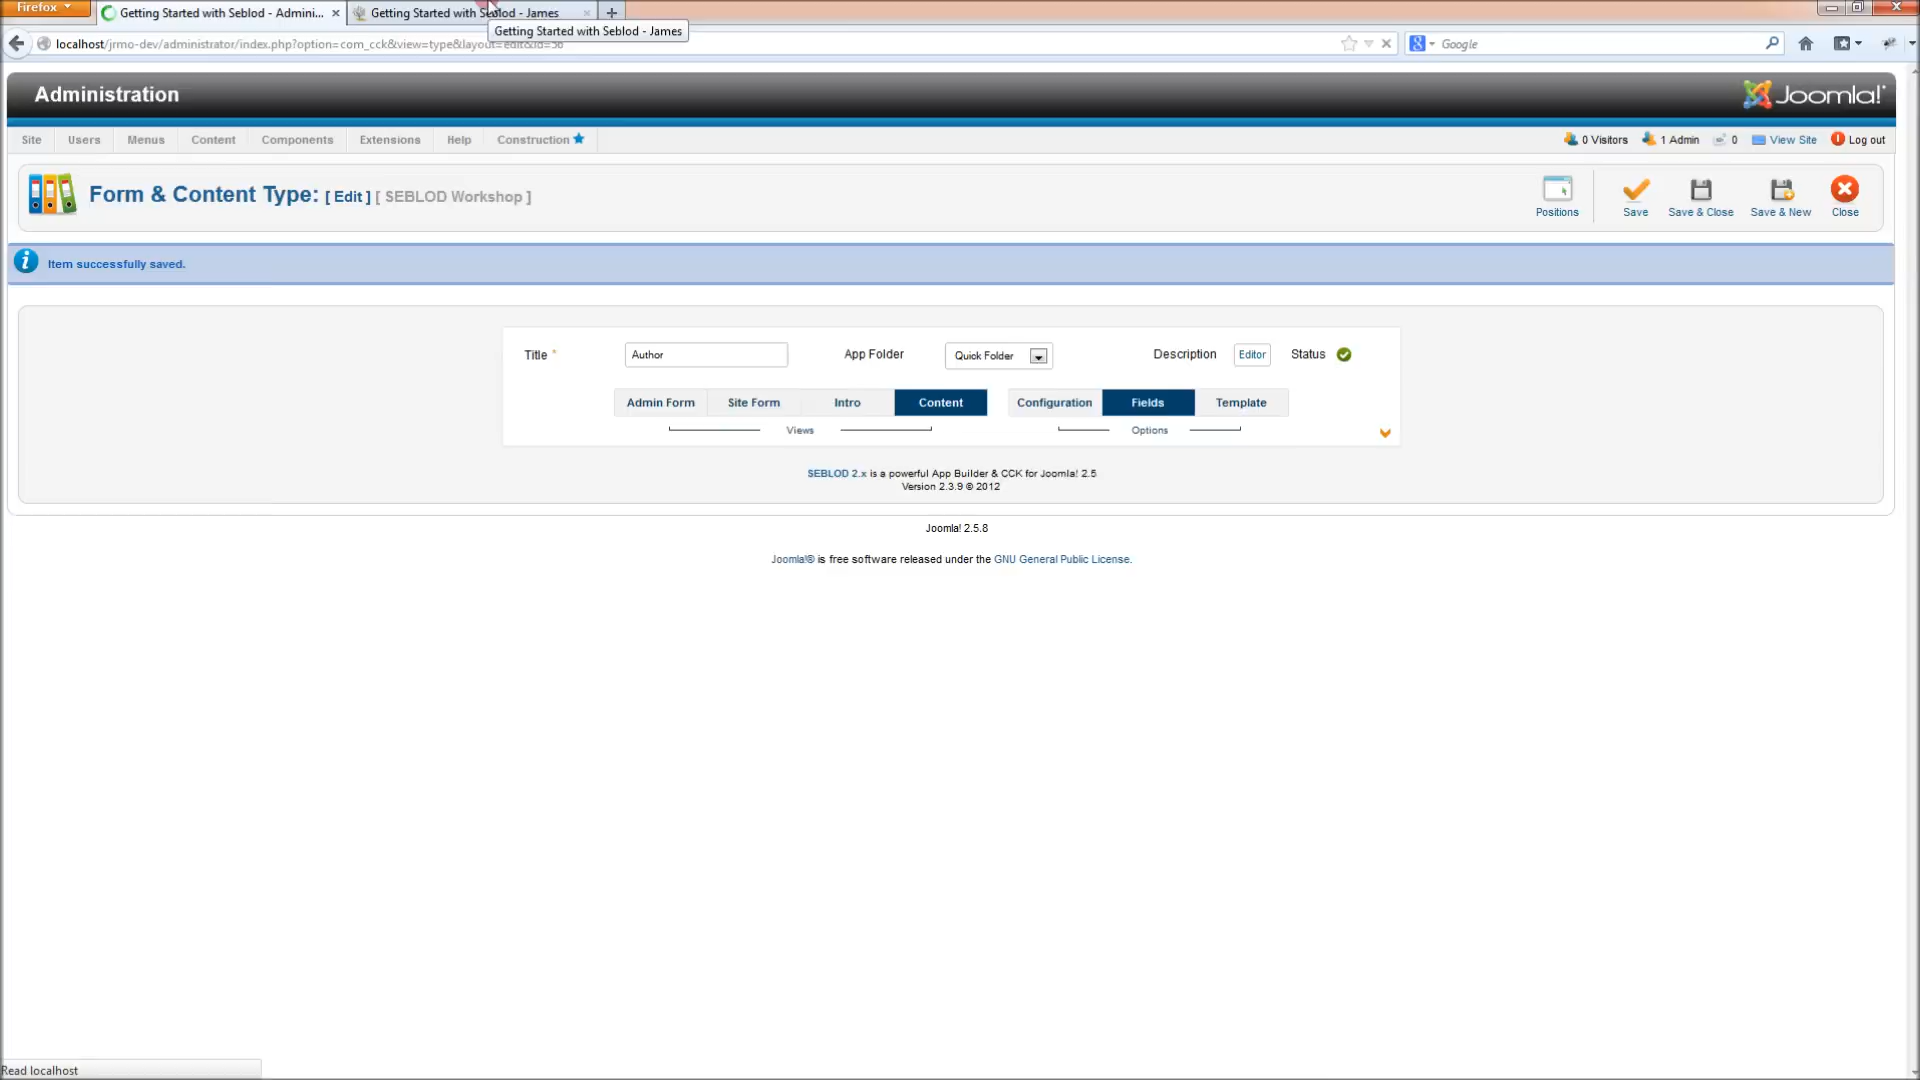 Firefox
Getting Started with Seblod - Admini...
Getting Started with Seblod - James
Getting Started with Seblod - James
localhost/jrmo-dev/administrator/index.php?option=com_cck&view=type&layout=edit&id=
Google
Administration
Joomla!
Site Users Menus Content Components Extensions Help Construction
0 Visitors 1 Admin 0 View Site Log out
Form & Content Type: [ Edit ] [ SEBLOD Workshop ]
Positions Save Save & Close Save & New Close
Item successfully saved.
Title * Author App Folder Quick Folder Description Editor Status
Admin Form Site Form Intro Content Configuration Fields Template
Views Options
SEBLOD 2.x is a powerful App Builder & CCK for Joomla! 2.5
Version 2.3.9 © 2012
Joomla! 2.5.8
Joomla!® is free software released under the GNU General Public License.
Read localhost